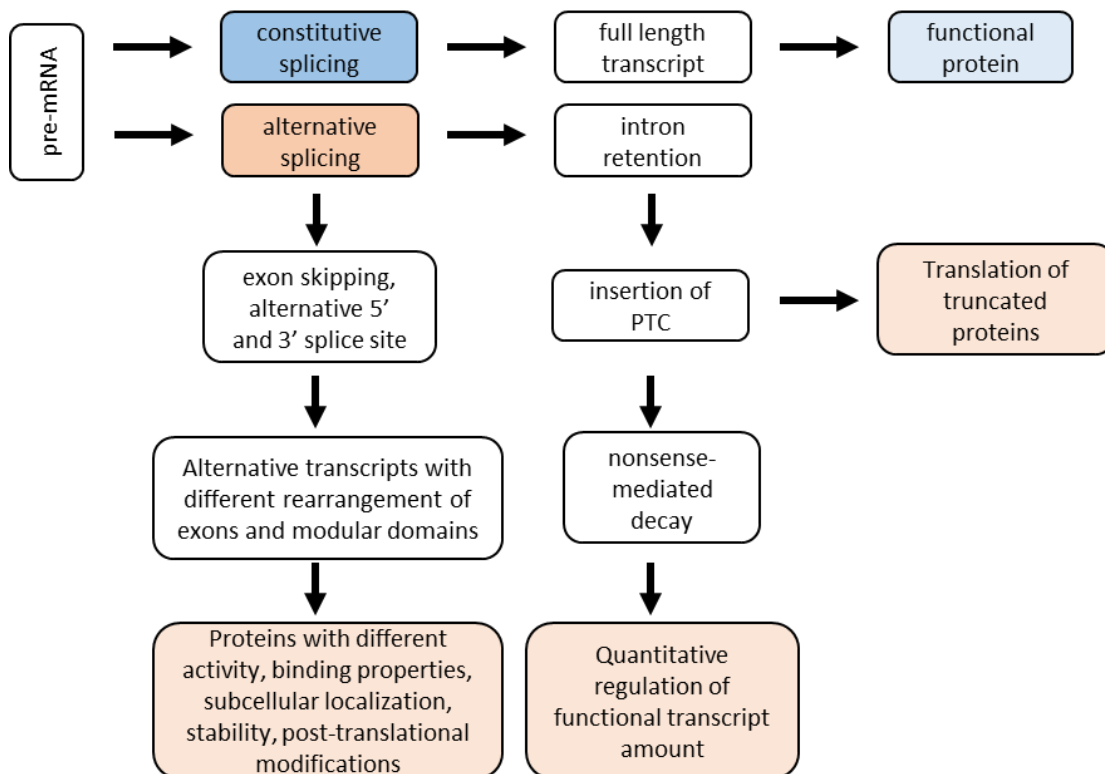 pre-mRNA
constitutive
splicing
full length
transcript
functional
protein
alternative
splicing
intron
retention
exon skipping,
alternative 5’
and 3’ splice site
insertion of
PTC
Translation of
truncated
proteins
Alternative transcripts with
different rearrangement of
exons and modular domains
nonsense-
mediated
decay
Proteins with different
activity, binding properties,
subcellular localization,
stability, post-translational
modifications
Quantitative
regulation of
functional transcript
amount